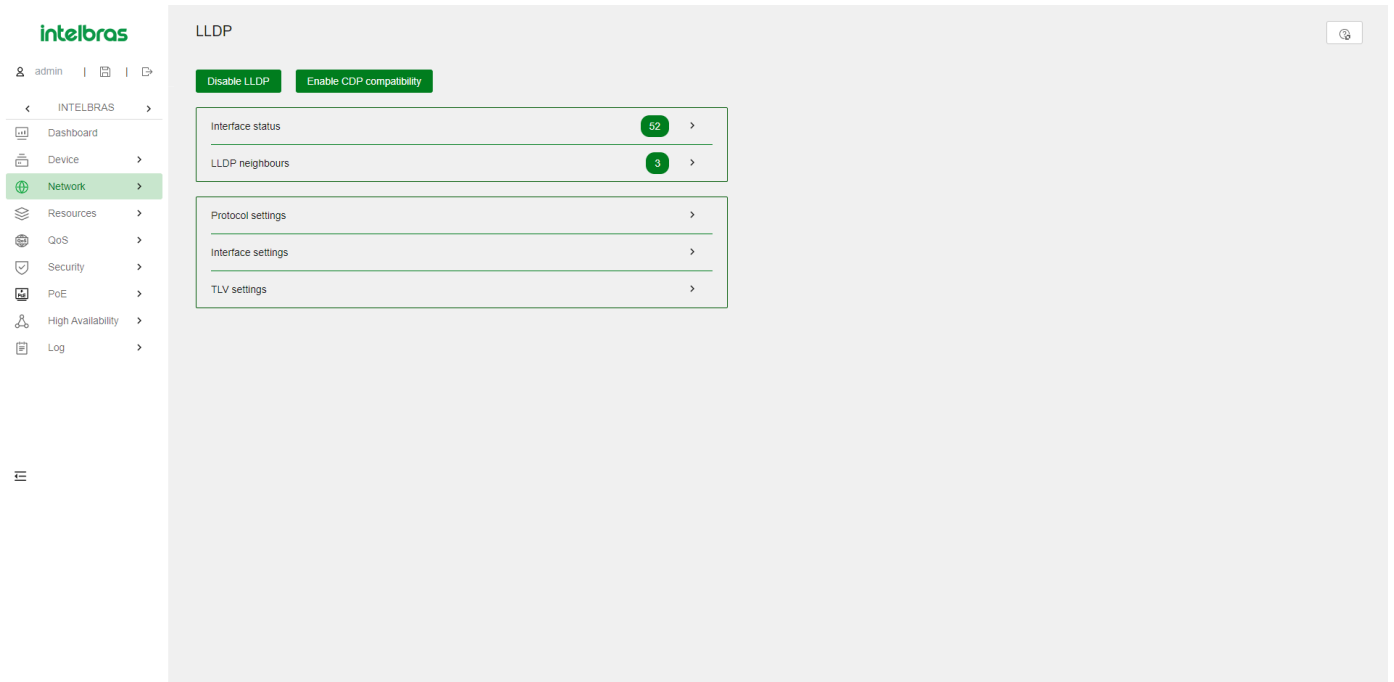 intelbras
admin | |
INTELBRAS
Dashboard
Device
Network
Resources
QoS
Security
PoE
High Availability
Log
LLDP
Disable LLDP Enable CDP compatibility
Interface status 52
LLDP neighbours 3
Protocol settings
Interface settings
TLV settings